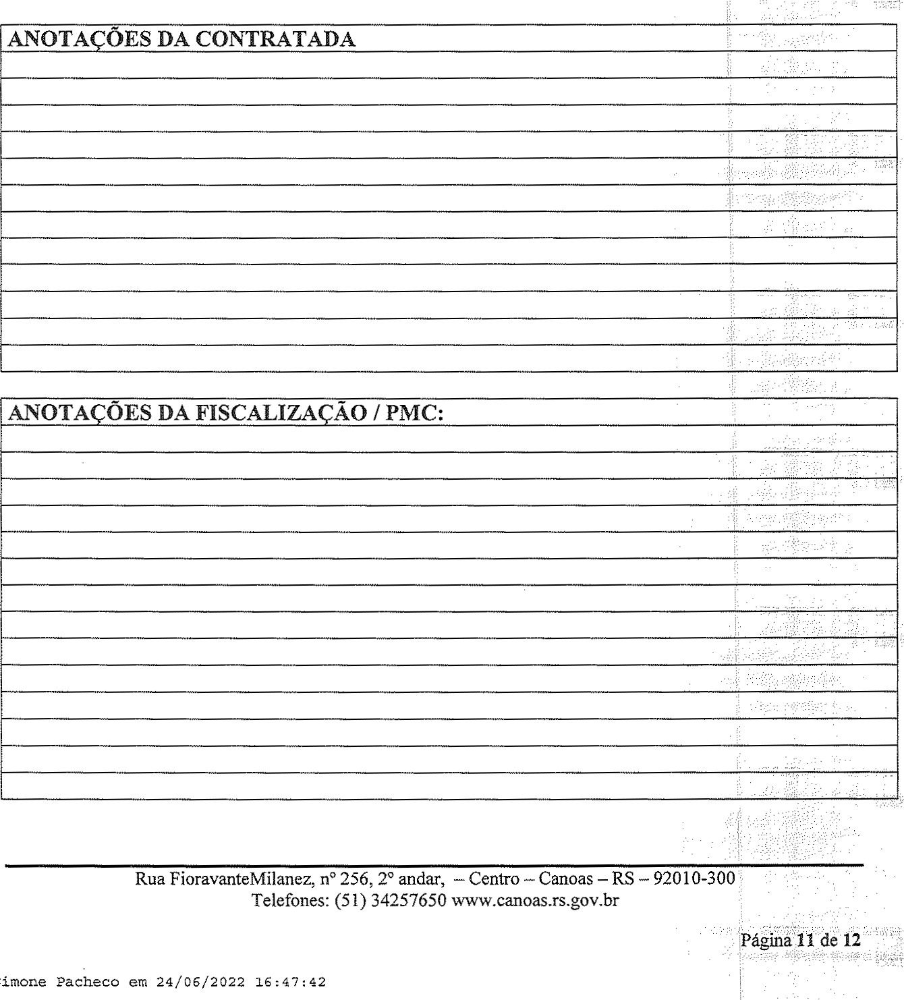 ANOTAÇÕES DA CONTRATADA
ANOTAÇÕES DA FISCALIZAÇÃO / PMC:
Rua FioravanteMilanez, nº 256, 2º andar, – Centro – Canoas – RS – 92010-300
Telefones: (51) 34257650 www.canoas.rs.gov.br
Página 11 de 12
imone Pacheco em 24/06/2022 16:47:42